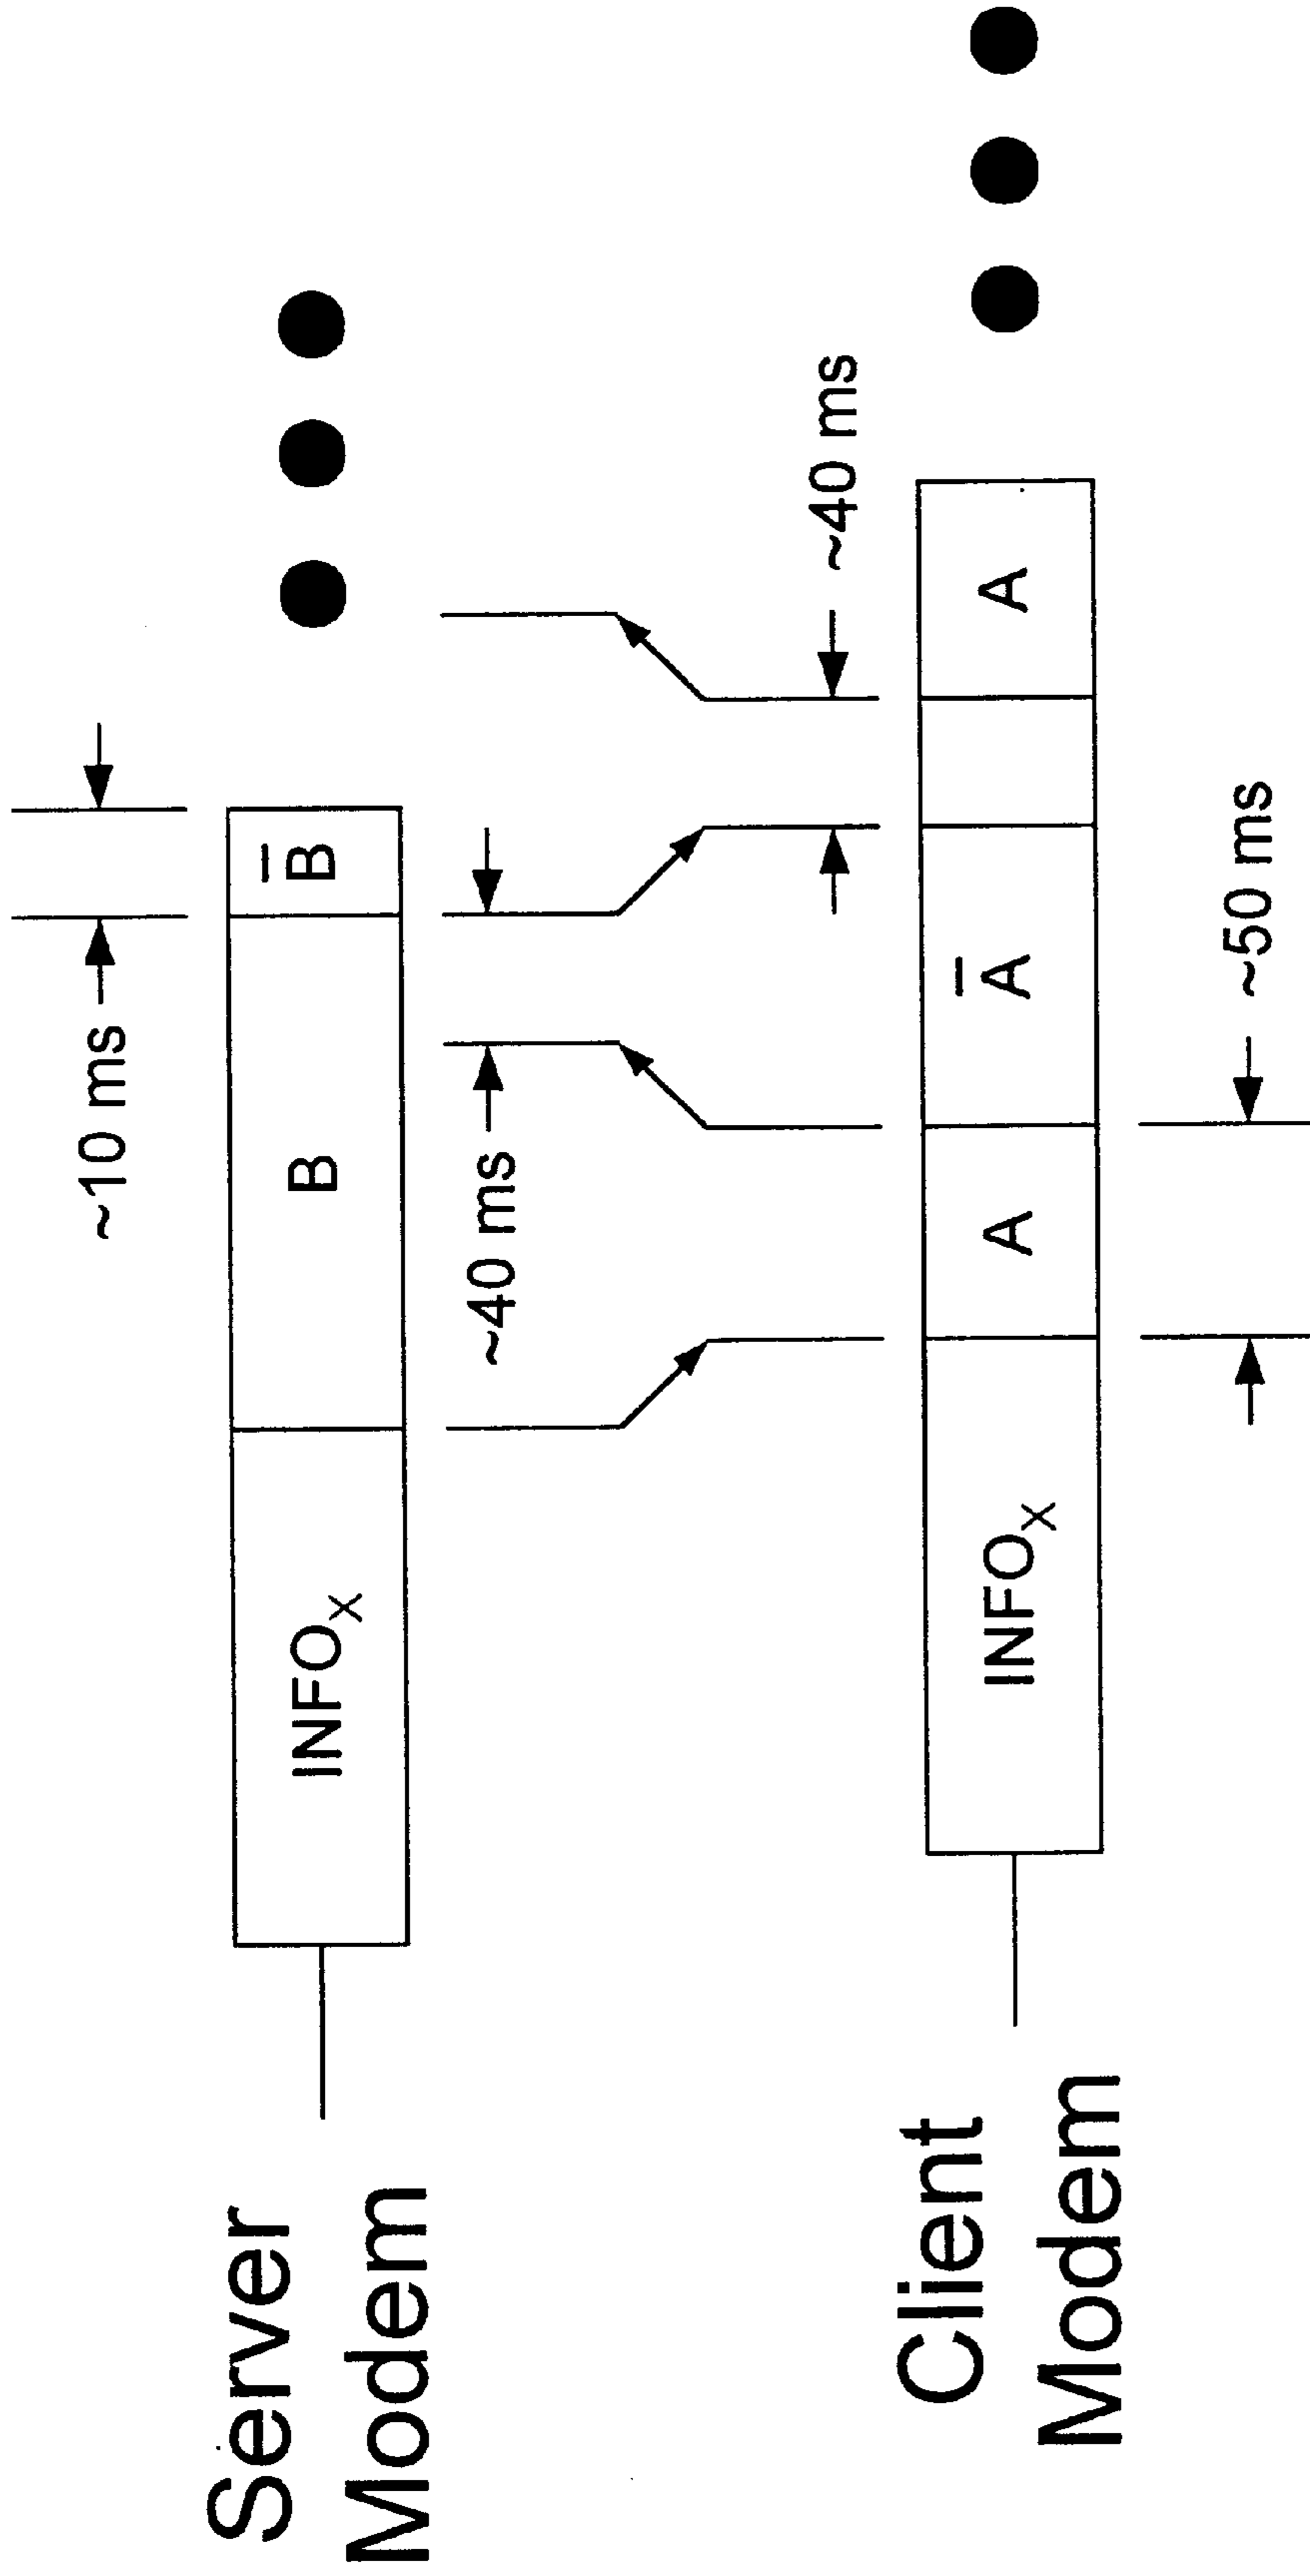 Server
Modem
INFOX
B
B̅
~10 ms
~40 ms
~40 ms
Client
Modem
INFOX
A
A̅
A
~50 ms